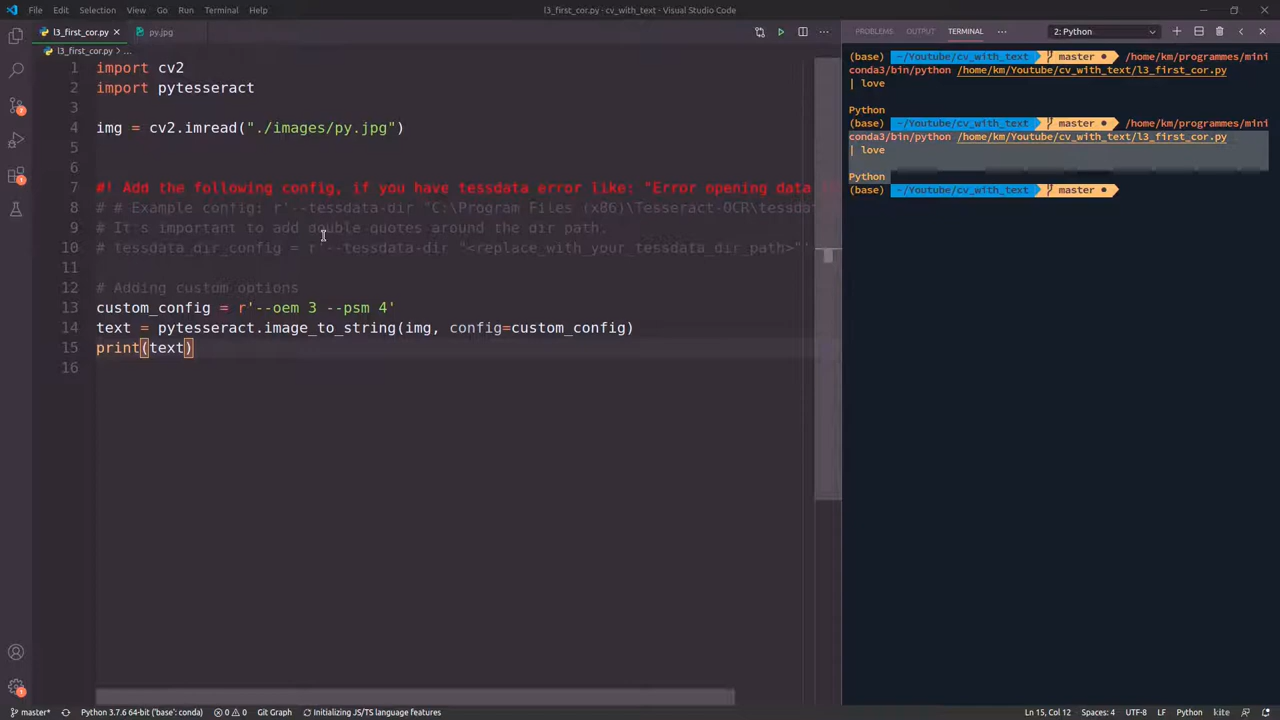 File Edit Selection View Go Run Terminal Help
l3_first_cor.py - cv_with_text - Visual Studio Code
l3_first_cor.py
py.jpg
l3_first_cor.py > ...
1 import cv2
2 import pytesseract
3
4 img = cv2.imread("./images/py.jpg")
5
6
7 #! Add the following config, if you have tessdata error like: "Error opening data
8 # # Example config: r'--tessdata-dir "C:\Program Files (x86)\Tesseract-OCR\tessdat
9 # It's important to add double quotes around the dir path.
10 # tessdata_dir_config = r'--tessdata-dir "<replace_with_your_tessdata_dir_path>"'
11
12 # Adding custom options
13 custom_config = r'--oem 3 --psm 4'
14 text = pytesseract.image_to_string(img, config=custom_config)
15 print(text)
16
PROBLEMS OUTPUT TERMINAL ... 2: Python
(base) ~/Youtube/cv_with_text master ● /home/km/programmes/mini
conda3/bin/python /home/km/Youtube/cv_with_text/l3_first_cor.py
| love
Python
(base) ~/Youtube/cv_with_text master ● /home/km/programmes/mini
conda3/bin/python /home/km/Youtube/cv_with_text/l3_first_cor.py
| love
Python
(base) ~/Youtube/cv_with_text master ●
master* Python 3.7.6 64-bit ('base': conda) 0 0 Git Graph Initializing JS/TS language features
Ln 15, Col 12 Spaces: 4 UTF-8 LF Python kite